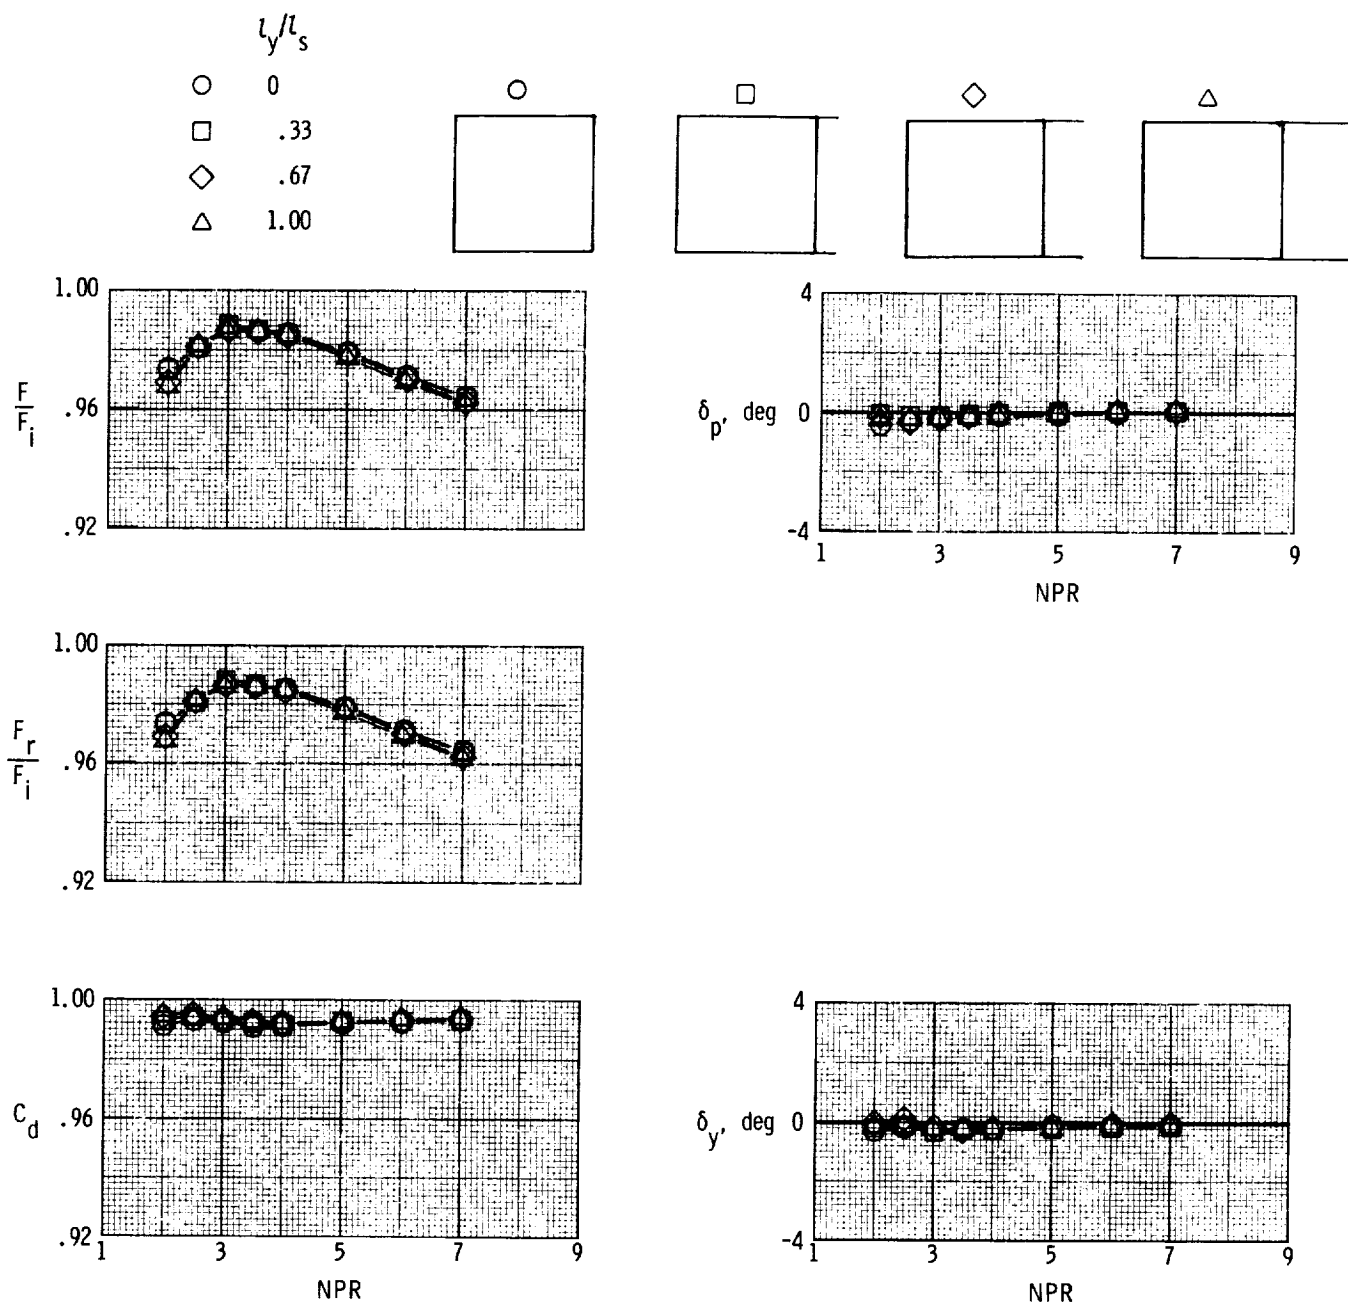 l_y/l_s
0
.33
.67
1.00
1.00
F/F_i
.96
.92
4
δ_p, deg
0
-4
1 3 5 7 9
NPR
1.00
F_r/F_i
.96
.92
1.00
C_d
.96
.92
1 3 5 7 9
NPR
4
δ_y, deg
0
-4
1 3 5 7 9
NPR